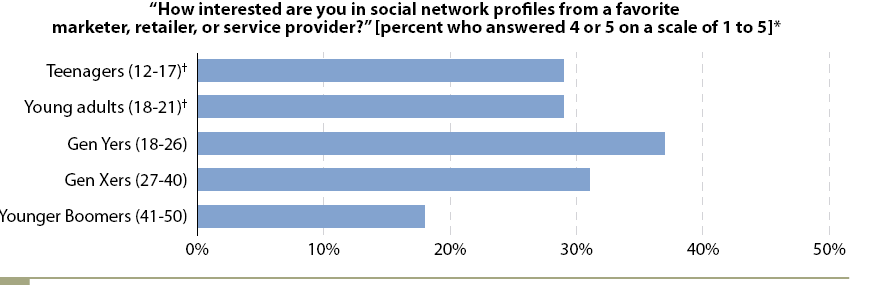 “How interested are you in social network profiles from a favorite
marketer, retailer, or service provider?” [percent who answered 4 or 5 on a scale of 1 to 5]*
Teenagers (12-17)†
Young adults (18-21)†
Gen Yers (18-26)
Gen Xers (27-40)
Younger Boomers (41-50)
0% 10% 20% 30% 40% 50%